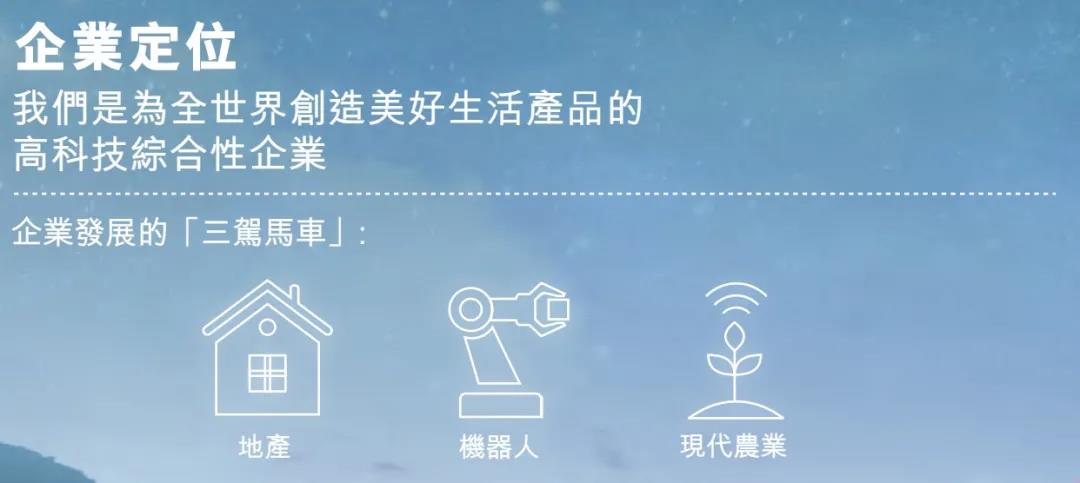 企業定位
我們是為全世界創造美好生活產品的
高科技綜合性企業
企業發展的「三駕馬車」:
地產 機器人 現代農業